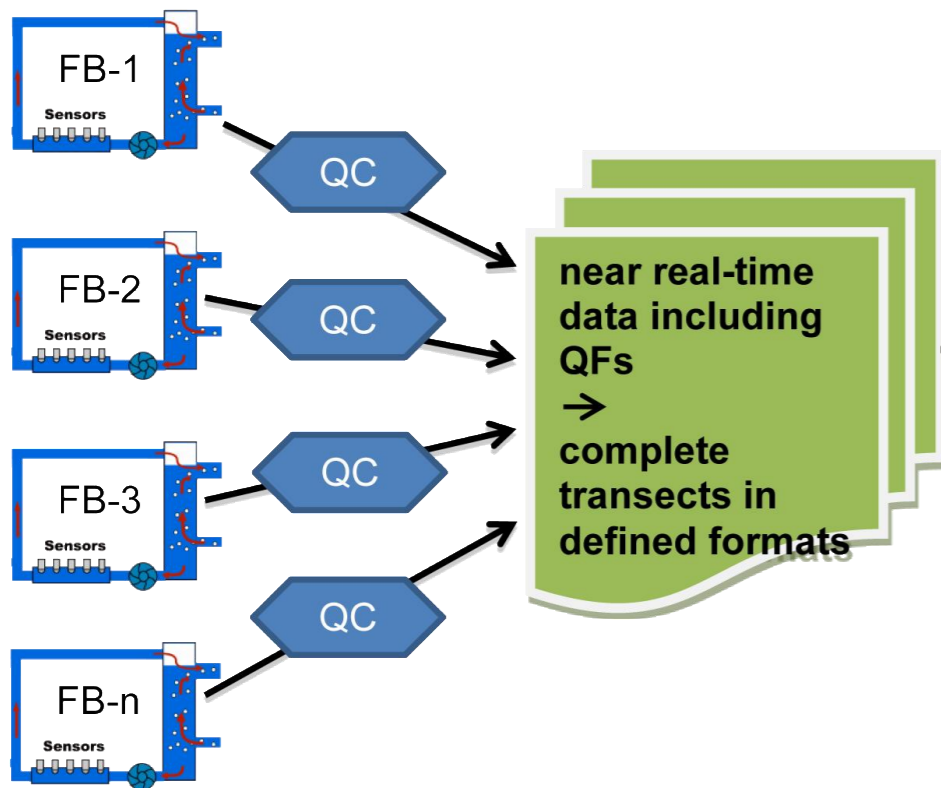 FB-1
Sensors
QC
FB-2
Sensors
QC
FB-3
Sensors
QC
FB-n
Sensors
QC
near real-time
data including
QFs
→
complete
transects in
defined formats